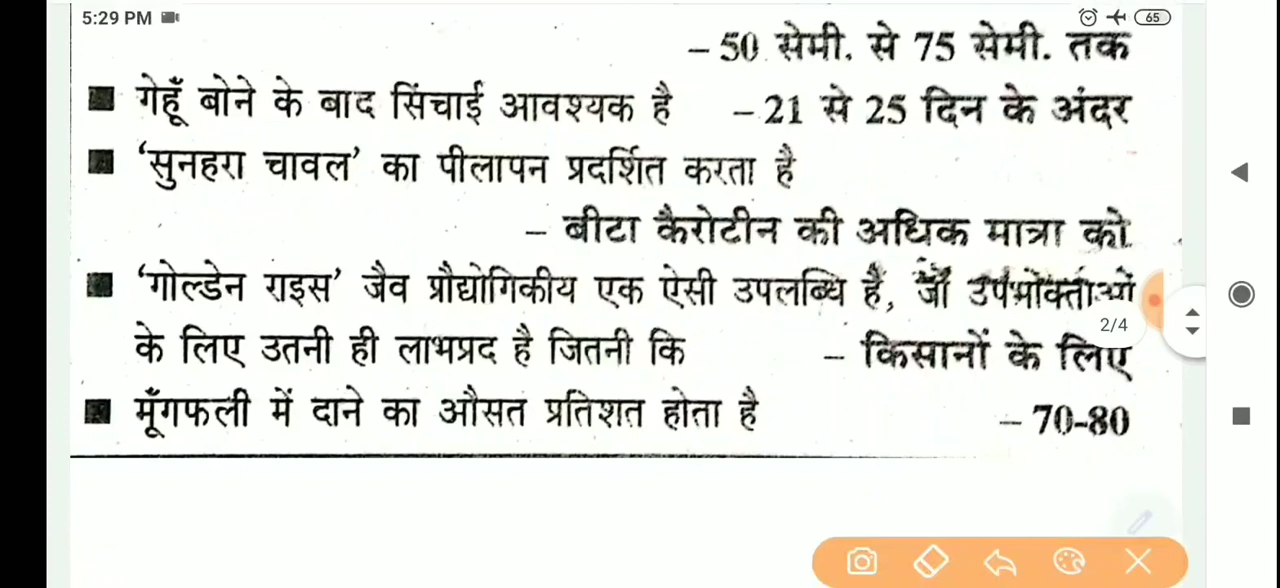 5:29 PM
65
– 50 सेमी. से 75 सेमी. तक
■ गेहूँ बोने के बाद सिंचाई आवश्यक है – 21 से 25 दिन के अंदर
■ ‘सुनहरा चावल’ का पीलापन प्रदर्शित करता है
– बीटा कैरोटीन की अधिक मात्रा को
■ ‘गोल्डेन राइस’ जैव प्रौद्योगिकीय एक ऐसी उपलब्धि है, जो उपभोक्ताओं
2/4
के लिए उतनी ही लाभप्रद है जितनी कि – किसानों के लिए
■ मूँगफली में दाने का औसत प्रतिशत होता है – 70-80